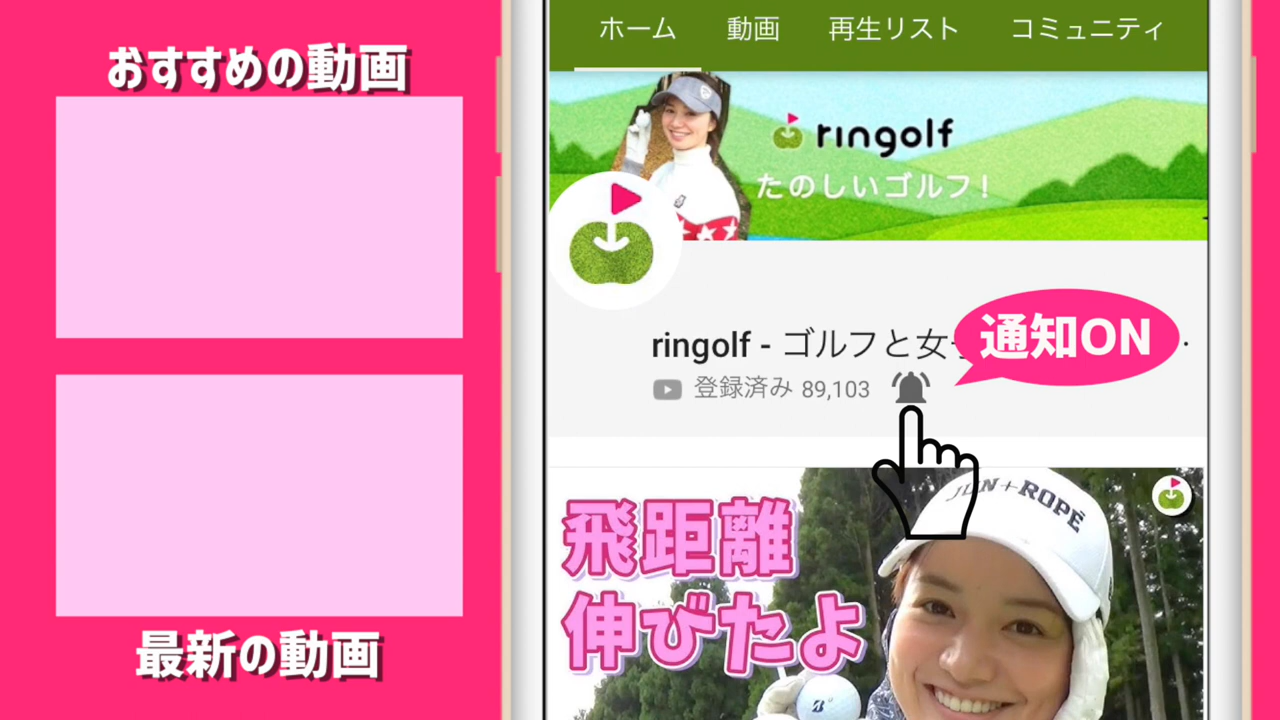 おすすめの動画
最新の動画
ホーム 動画 再生リスト コミュニティ
ringolf
たのしいゴルフ！
ringolf - ゴルフと女
通知ON
登録済み 89,103
JUN+ROPÉ
飛距離
伸びたよ
B